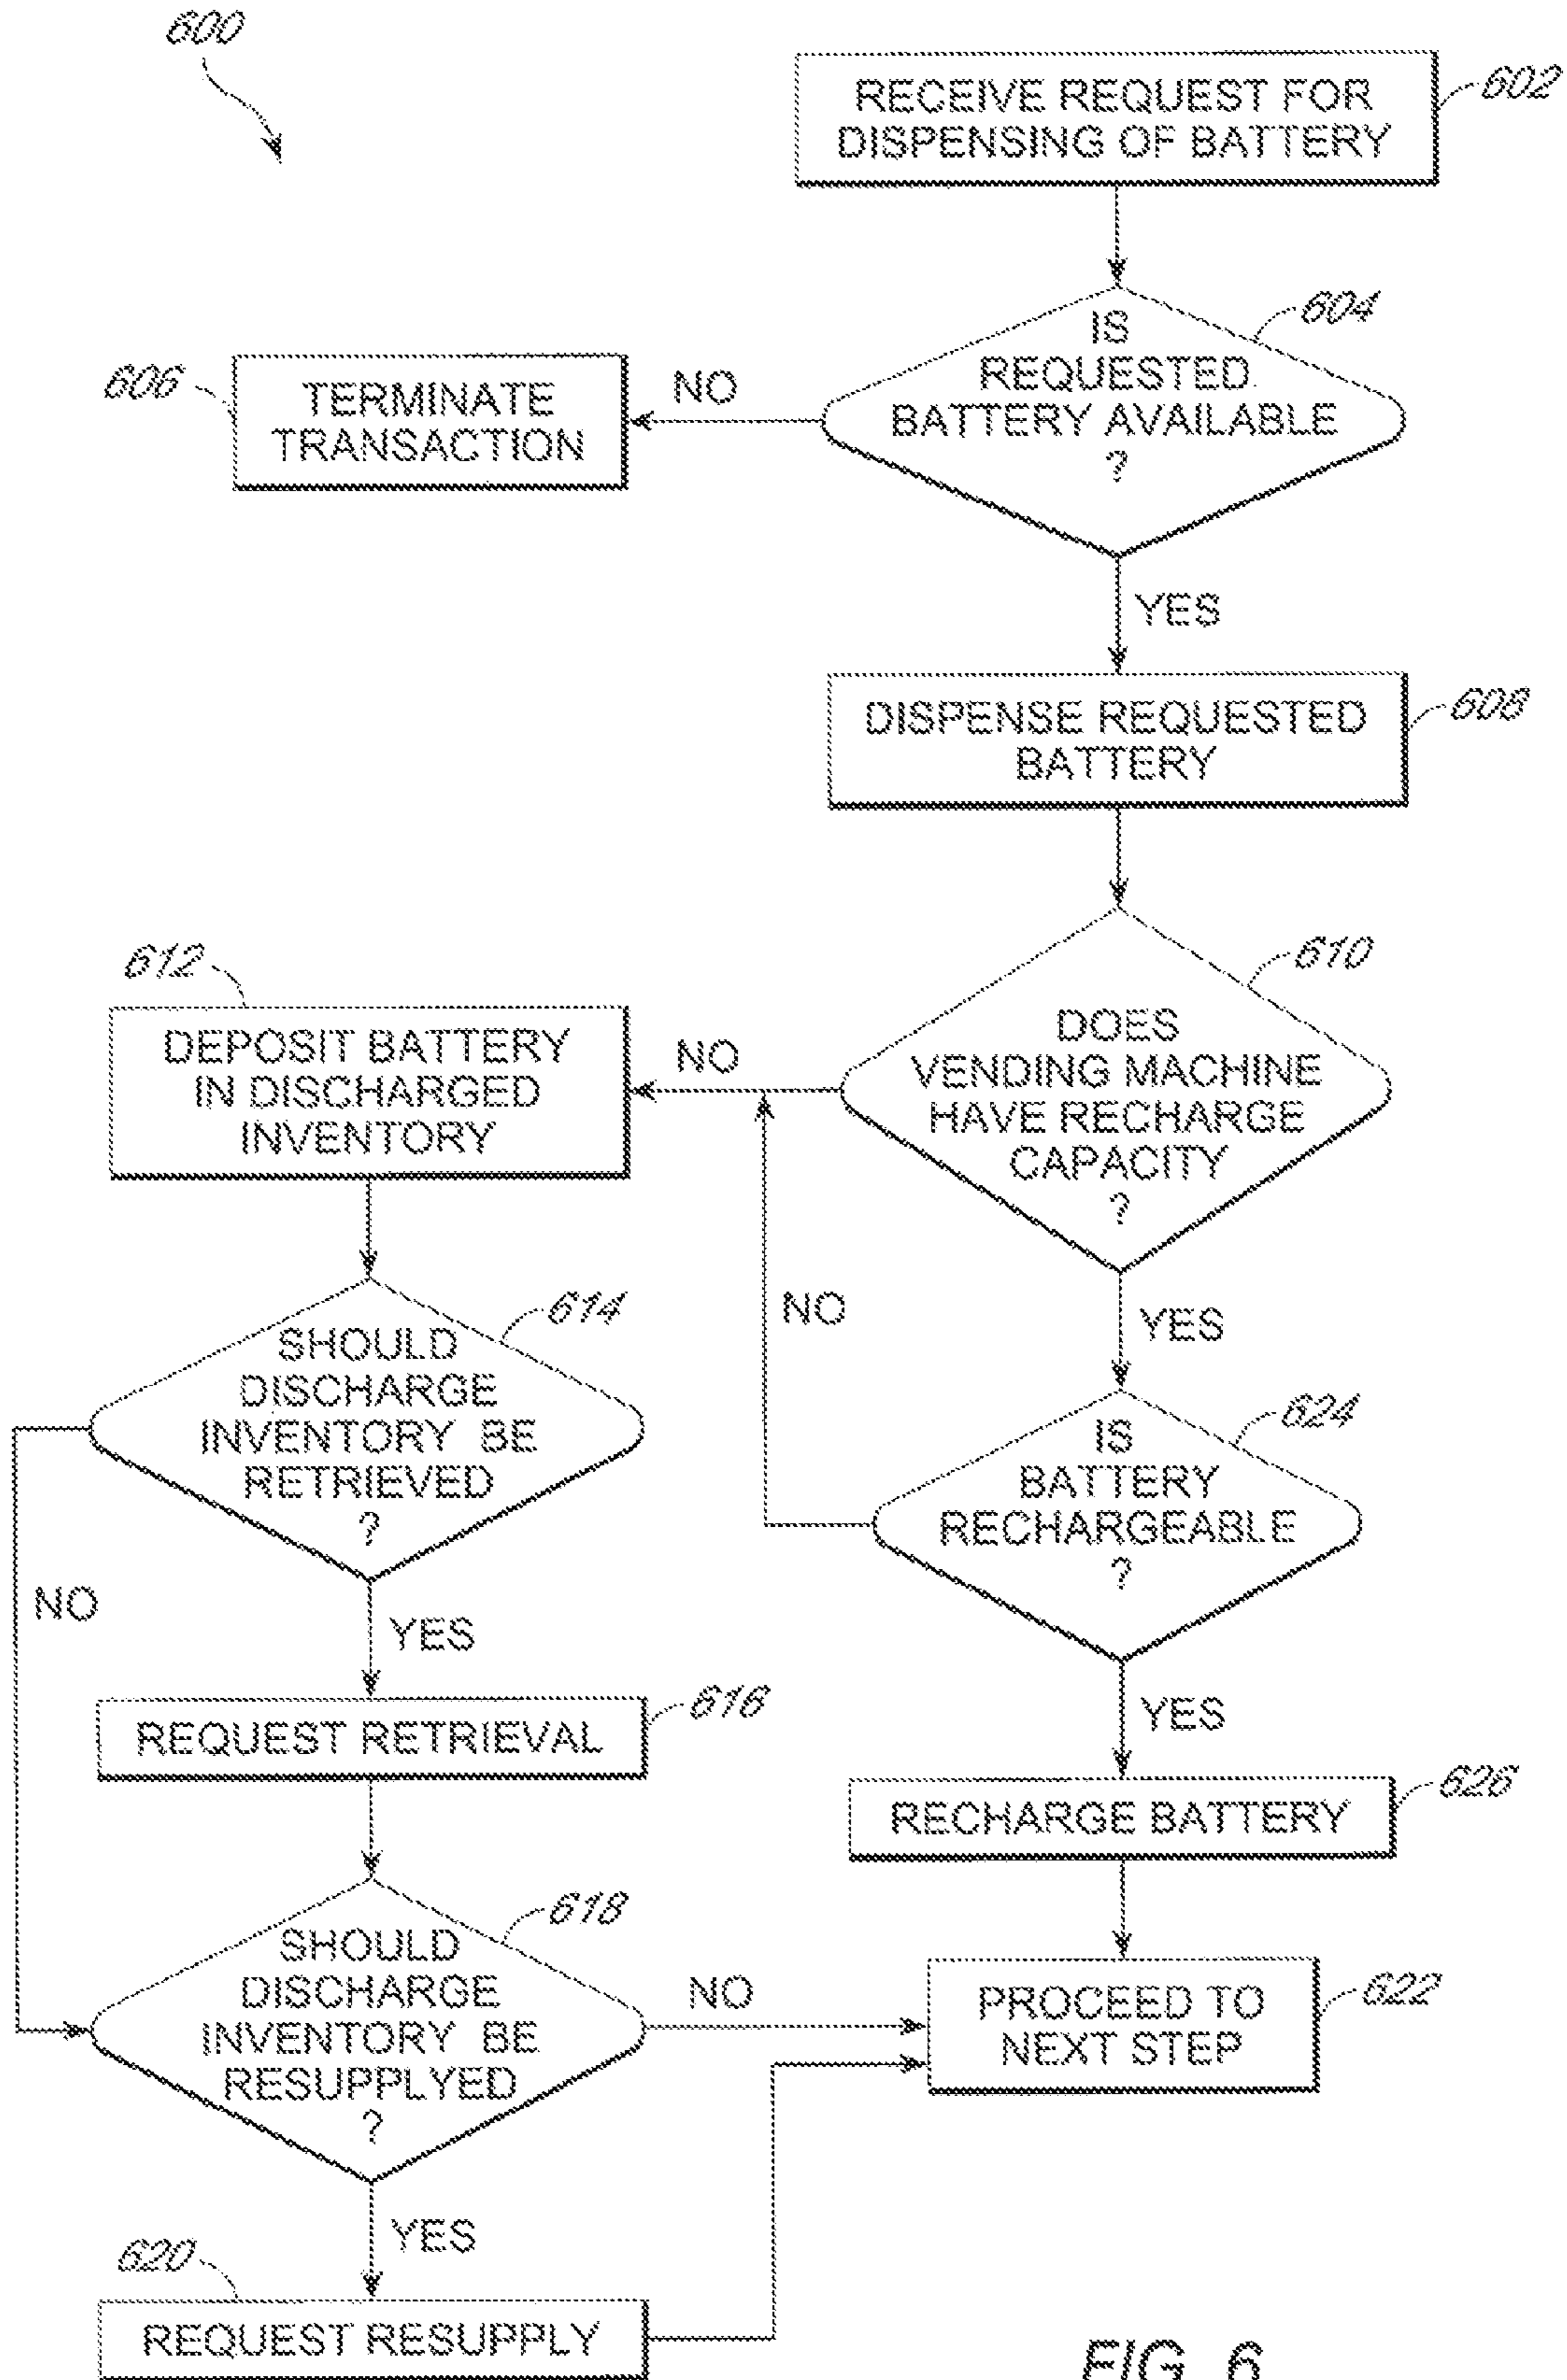 600
RECEIVE REQUEST FOR
DISPENSING OF BATTERY
602
IS
REQUESTED
BATTERY AVAILABLE
?
604
NO
TERMINATE
TRANSACTION
606
YES
DISPENSE REQUESTED
BATTERY
608
DOES
VENDING MACHINE
HAVE RECHARGE
CAPACITY
?
610
NO
612
DEPOSIT BATTERY
IN DISCHARGED
INVENTORY
SHOULD
DISCHARGE
INVENTORY BE
RETRIEVED
?
614
NO
YES
IS
BATTERY
RECHARGEABLE
?
624
NO
YES
REQUEST RETRIEVAL
616
YES
RECHARGE BATTERY
626
SHOULD
DISCHARGE
INVENTORY BE
RESUPPLYED
?
618
NO
PROCEED TO
NEXT STEP
622
YES
620
REQUEST RESUPPLY
FIG. 6